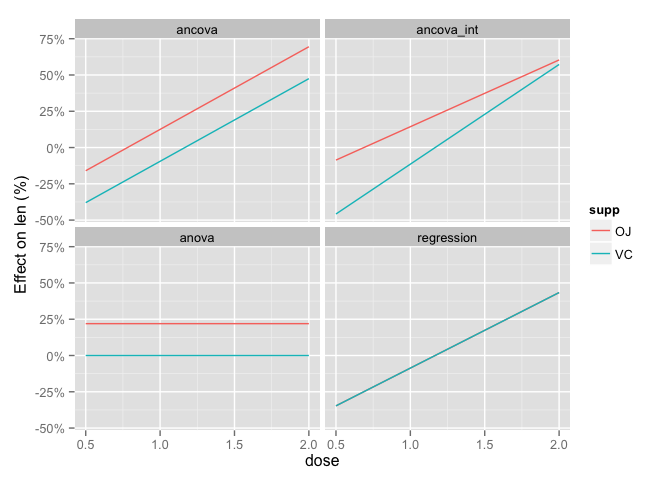 ancova
ancova_int
75%
50%
25%
0%
-25%
-50%
anova
regression
75%
50%
25%
0%
-25%
-50%
0.5 1.0 1.5 2.0 0.5 1.0 1.5 2.0
dose
Effect on len (%)
supp
OJ
VC